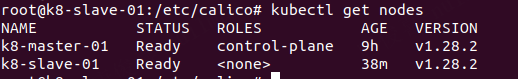 root@k8-slave-01:/etc/calico# kubectl get nodes
NAME STATUS ROLES AGE VERSION
k8-master-01 Ready control-plane 9h v1.28.2
k8-slave-01 Ready <none> 38m v1.28.2